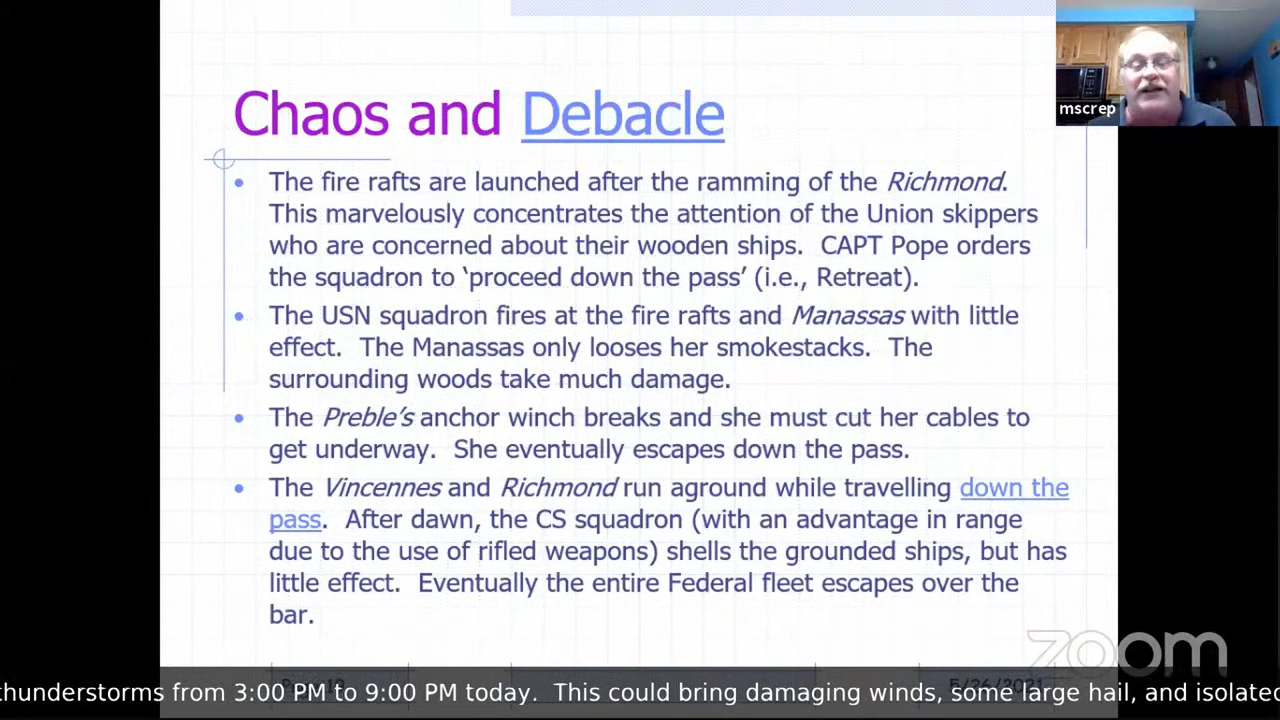 Chaos and Debacle
mscrep
The fire rafts are launched after the ramming of the Richmond.
This marvelously concentrates the attention of the Union skippers
who are concerned about their wooden ships.  CAPT Pope orders
the squadron to ‘proceed down the pass’ (i.e., Retreat).
The USN squadron fires at the fire rafts and Manassas with little
effect.  The Manassas only looses her smokestacks.  The
surrounding woods take much damage.
The Preble’s anchor winch breaks and she must cut her cables to
get underway.  She eventually escapes down the pass.
The Vincennes and Richmond run aground while travelling down the
pass.  After dawn, the CS squadron (with an advantage in range
due to the use of rifled weapons) shells the grounded ships, but has
little effect.  Eventually the entire Federal fleet escapes over the
bar.
zoom
5/26/2021
thunderstorms from 3:00 PM to 9:00 PM today.  This could bring damaging winds, some large hail, and isolated